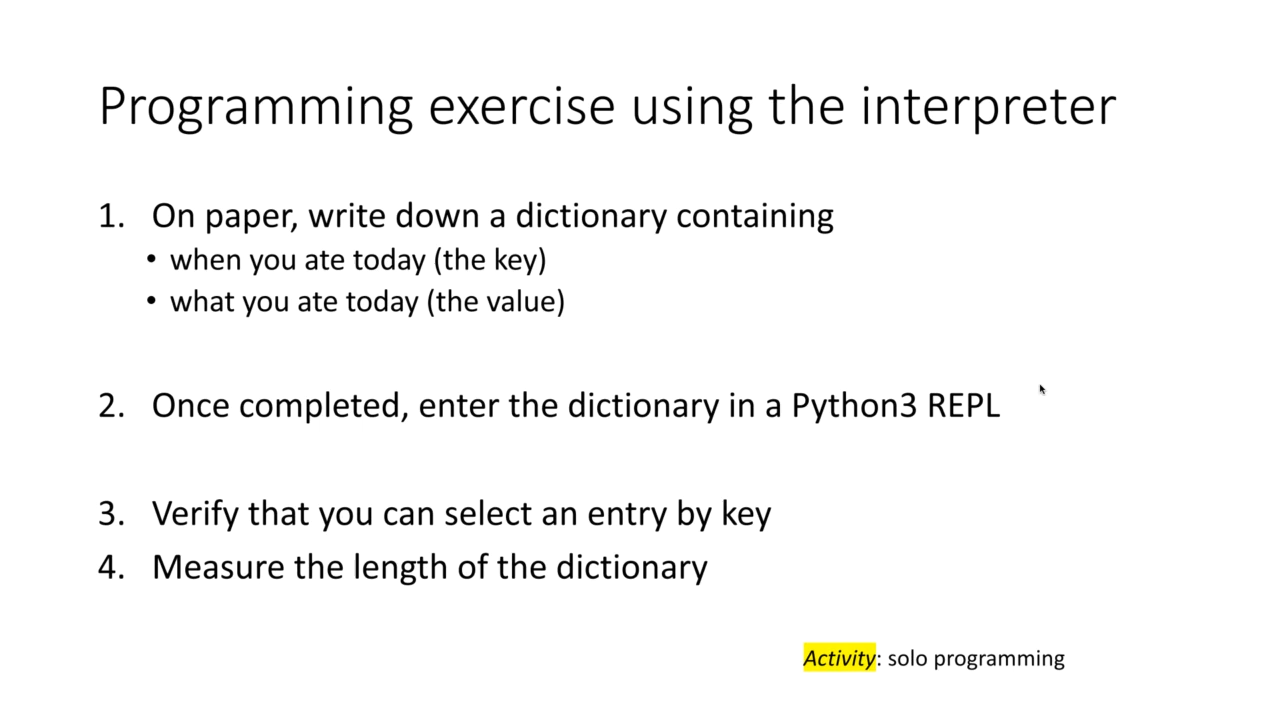 Programming exercise using the interpreter
1. On paper, write down a dictionary containing
• when you ate today (the key)
• what you ate today (the value)
2. Once completed, enter the dictionary in a Python3 REPL
3. Verify that you can select an entry by key
4. Measure the length of the dictionary
Activity: solo programming